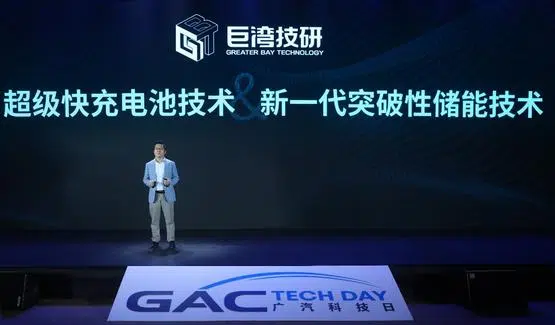 巨湾技研
GREATER BAY TECHNOLOGY
超级快充电池技术&新一代突破性储能技术
GAC TECH DAY
广汽科技日